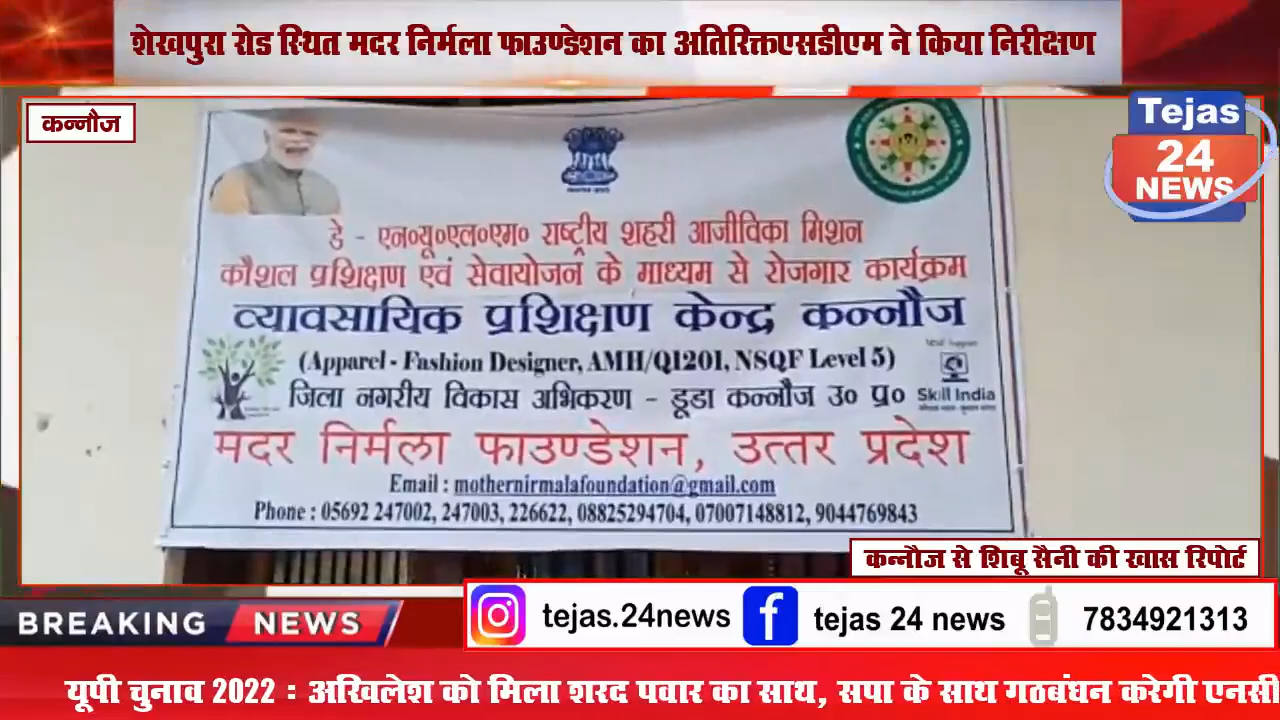 शेखपुरा रोड स्थित मदर निर्मला फाउण्डेशन का अतिरिक्तएसडीएम ने किया निरीक्षण
कन्नौज
Tejas
24
NEWS
डे - एन०यू०एल०एम० राष्ट्रीय शहरी आजीविका मिशन
कौशल प्रशिक्षण एवं सेवायोजन के माध्यम से रोजगार कार्यक्रम
व्यावसायिक प्रशिक्षण केन्द्र कन्नौज
(Apparel - Fashion Designer, AMH/Q1201, NSQF Level 5)
जिला नगरीय विकास अभिकरण - डूडा कन्नौज उ० प्र०
Skill India
मदर निर्मला फाउण्डेशन, उत्तर प्रदेश
Email : mothernirmalafoundation@gmail.com
Phone : 05692 247002, 247003, 226622, 08825294704, 07007148812, 9044769843
कन्नौज से शिबू सैनी की खास रिपोर्ट
BREAKING NEWS
tejas.24news
tejas 24 news
7834921313
यूपी चुनाव 2022 : अखिलेश को मिला शरद पवार का साथ, सपा के साथ गठबंधन करेगी एनसी